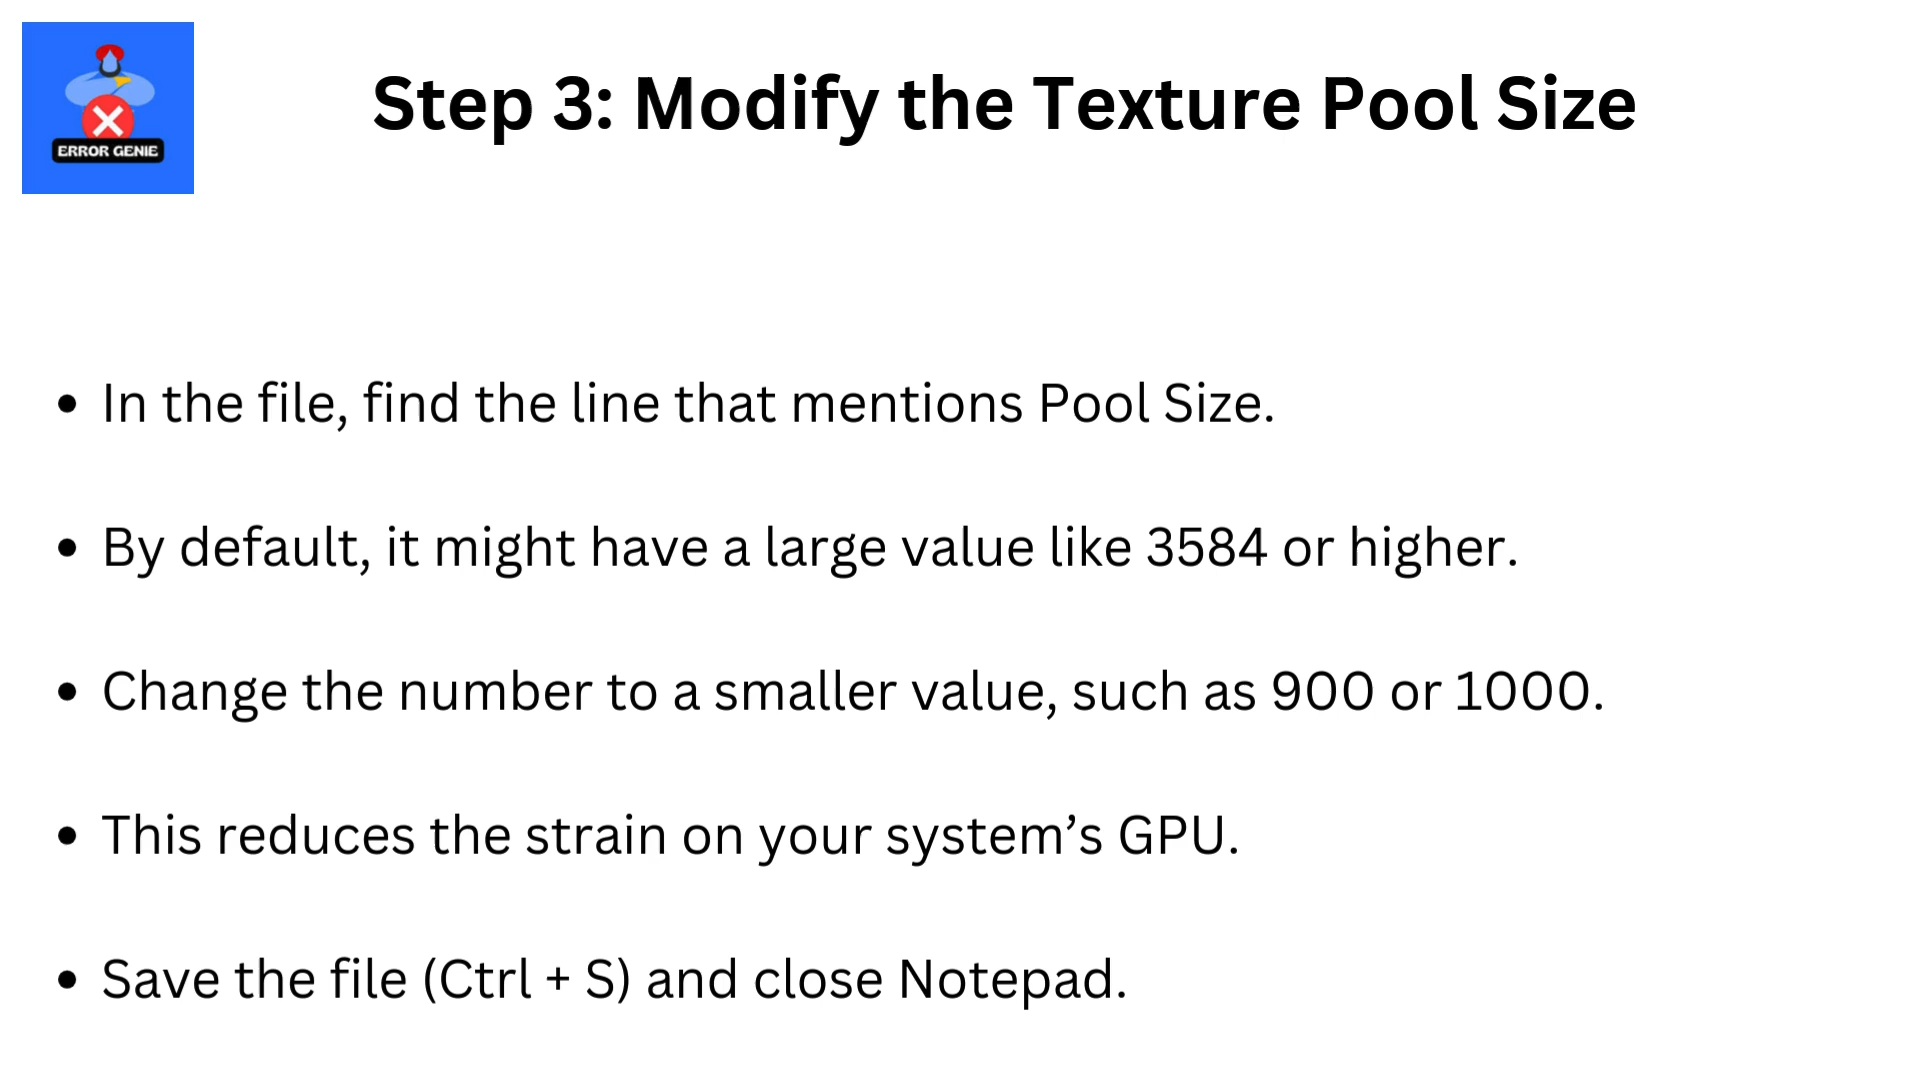 ERROR GENIE
Step 3: Modify the Texture Pool Size
• In the file, find the line that mentions Pool Size.
• By default, it might have a large value like 3584 or higher.
• Change the number to a smaller value, such as 900 or 1000.
• This reduces the strain on your system’s GPU.
• Save the file (Ctrl + S) and close Notepad.